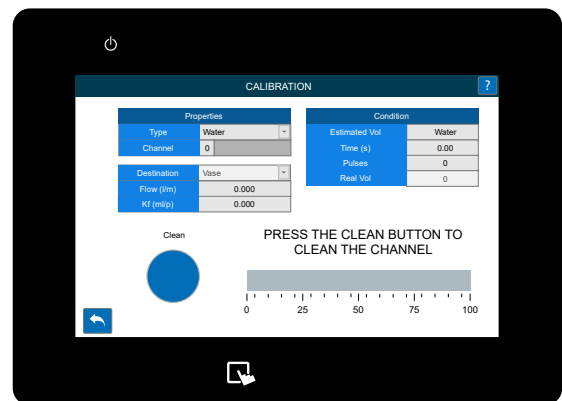 CALIBRATION ?
Properties
Type Water
Channel 0
Destination Vase
Flow (l/m) 0.000
Kf (ml/p) 0.000
Condition
Estimated Vol Water
Time (s) 0.00
Pulses 0
Real Vol 0
Clean
PRESS THE CLEAN BUTTON TO
CLEAN THE CHANNEL
0 25 50 75 100